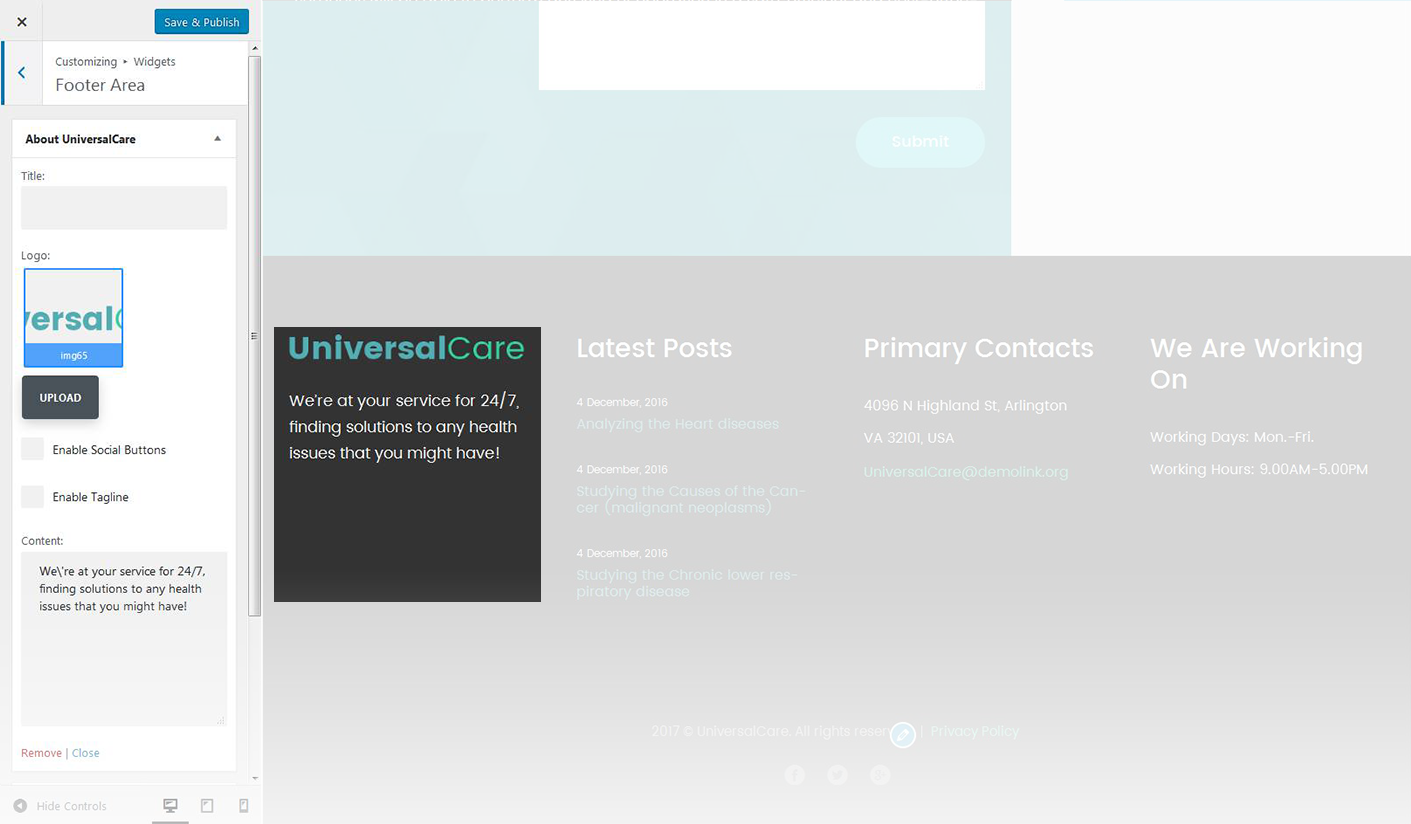 Save & Publish
Customizing ▸ Widgets
Footer Area
About UniversalCare
Title:
Logo:
versalC
img65
UPLOAD
Enable Social Buttons
Enable Tagline
Content:
We\'re at your service for 24/7,
finding solutions to any health
issues that you might have!
Remove | Close
Hide Controls
Submit
UniversalCare
We're at your service for 24/7,
finding solutions to any health
issues that you might have!
Latest Posts
4 December, 2016
Analyzing the Heart diseases
4 December, 2016
Studying the Causes of the Can-
cer (malignant neoplasms)
4 December, 2016
Studying the Chronic lower res-
piratory disease
Primary Contacts
4096 N Highland St, Arlington
VA 32101, USA
UniversalCare@demolink.org
We Are Working
On
Working Days: Mon.-Fri.
Working Hours: 9.00AM-5.00PM
2017 © UniversalCare. All rights reser | Privacy Policy